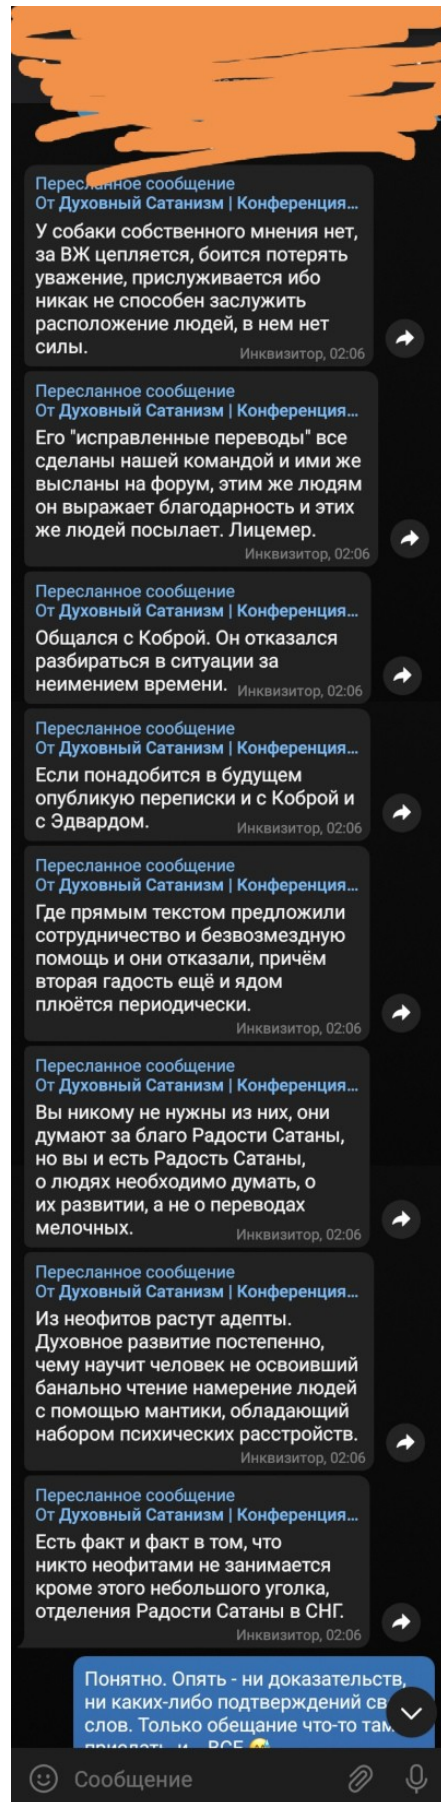 Пересланное сообщение
От Духовный Сатанизм | Конференция...
У собаки собственного мнения нет,
за ВЖ цепляется, боится потерять
уважение, прислуживается ибо
никак не способен заслужить
расположение людей, в нем нет
силы.
Инквизитор, 02:06
Пересланное сообщение
От Духовный Сатанизм | Конференция...
Его "исправленные переводы" все
сделаны нашей командой и ими же
высланы на форум, этим же людям
он выражает благодарность и этих
же людей посылает. Лицемер.
Инквизитор, 02:06
Пересланное сообщение
От Духовный Сатанизм | Конференция...
Общался с Коброй. Он отказался
разбираться в ситуации за
неимением времени.
Инквизитор, 02:06
Пересланное сообщение
От Духовный Сатанизм | Конференция...
Если понадобится в будущем
опубликую переписки и с Коброй и
с Эдвардом.
Инквизитор, 02:06
Пересланное сообщение
От Духовный Сатанизм | Конференция...
Где прямым текстом предложили
сотрудничество и безвозмездную
помощь и они отказали, причём
вторая гадость ещё и ядом
плюётся периодически.
Инквизитор, 02:06
Пересланное сообщение
От Духовный Сатанизм | Конференция...
Вы никому не нужны из них, они
думают за благо Радости Сатаны,
но вы и есть Радость Сатаны,
о людях необходимо думать, о
их развитии, а не о переводах
мелочных.
Инквизитор, 02:06
Пересланное сообщение
От Духовный Сатанизм | Конференция...
Из неофитов растут адепты.
Духовное развитие постепенно,
чему научит человек не освоивший
банально чтение намерение людей
с помощью мантики, обладающий
набором психических расстройств.
Инквизитор, 02:06
Пересланное сообщение
От Духовный Сатанизм | Конференция...
Есть факт и факт в том, что
никто неофитами не занимается
кроме этого небольшого уголка,
отделения Радости Сатаны в СНГ.
Инквизитор, 02:06
Понятно. Опять - ни доказательств,
ни каких-либо подтверждений
слов. Только обещание что-то там
Сообщение